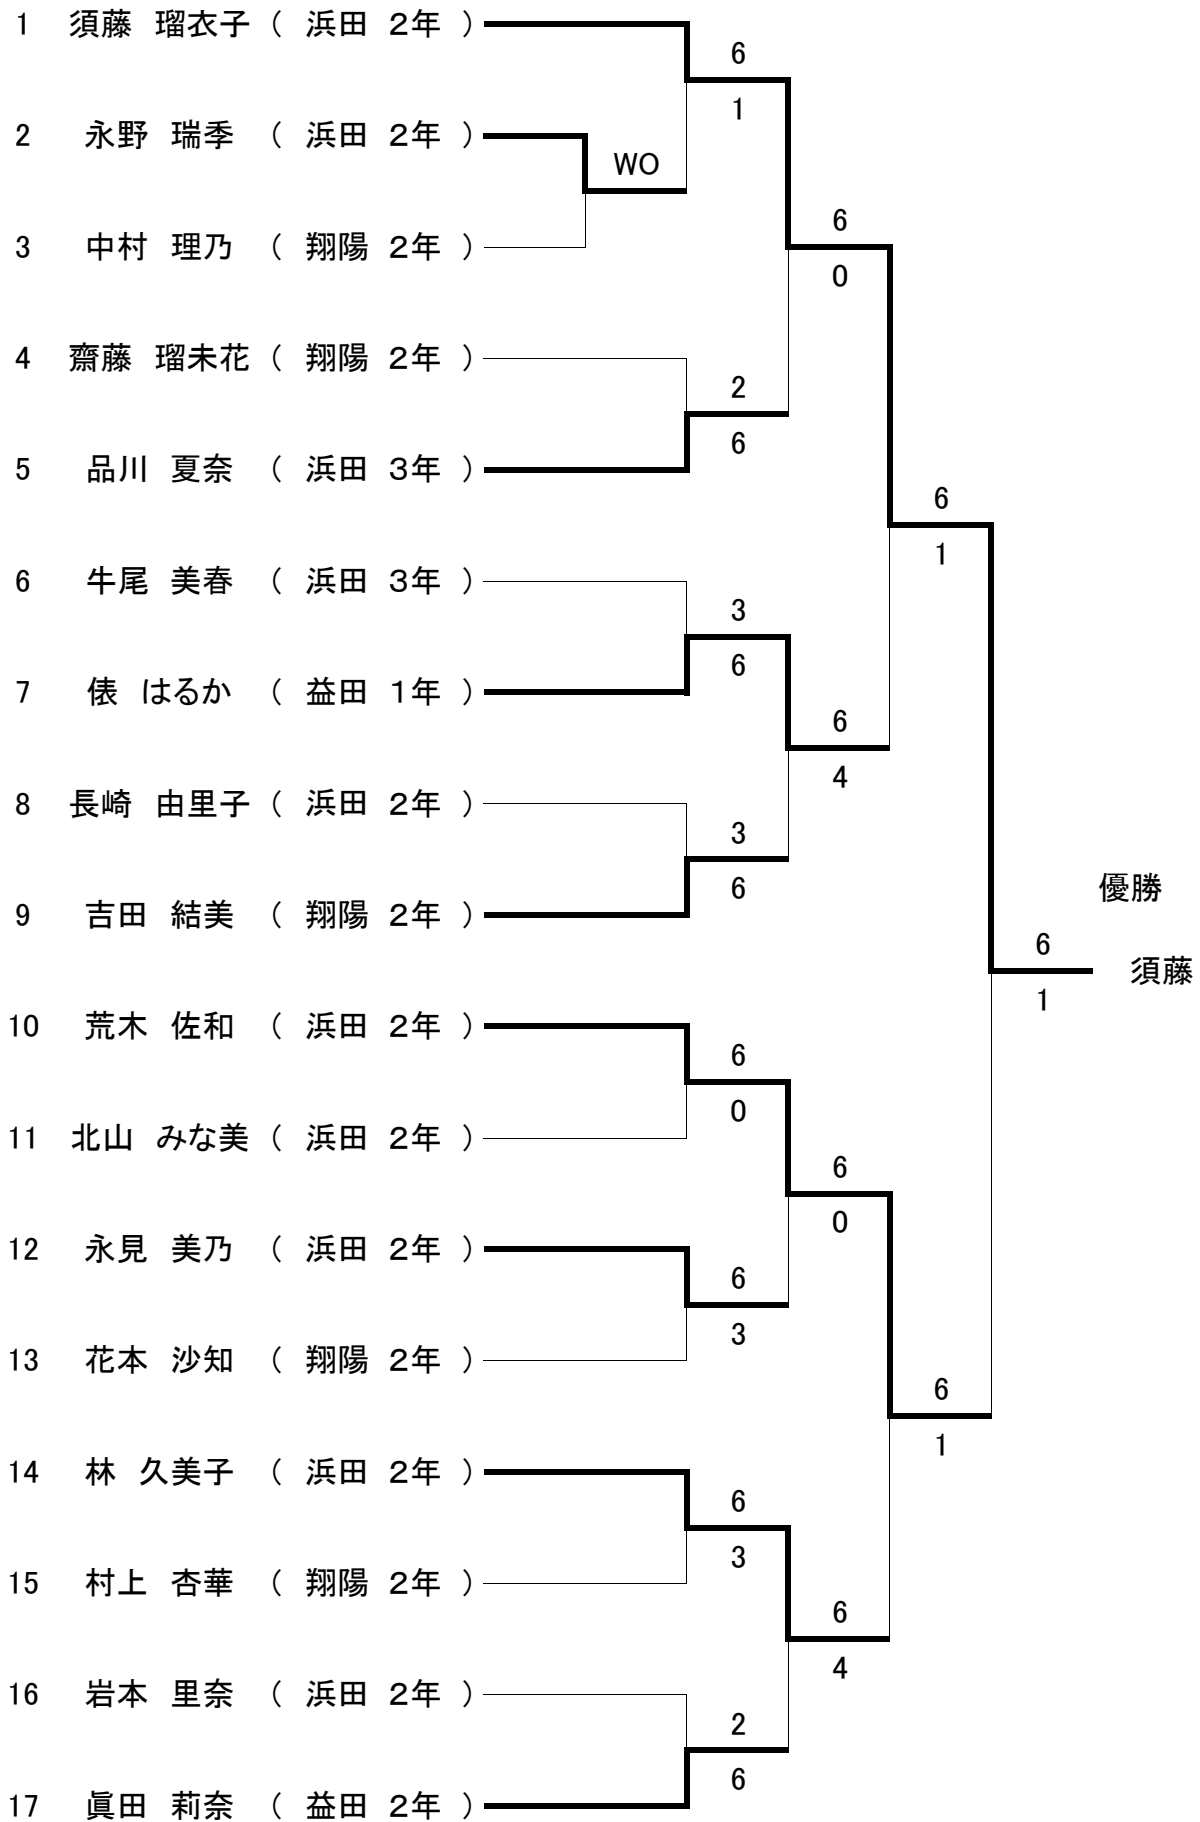 1 須藤 瑠衣子 ( 浜田 2年 )
6
1
2 永野 瑞季 ( 浜田 2年 )
WO
6
0
3 中村 理乃 ( 翔陽 2年 )
4 齋藤 瑠未花 ( 翔陽 2年 )
2
6
5 品川 夏奈 ( 浜田 3年 )
6
1
6 牛尾 美春 ( 浜田 3年 )
3
6
7 俵 はるか ( 益田 1年 )
6
4
8 長崎 由里子 ( 浜田 2年 )
3
6
9 吉田 結美 ( 翔陽 2年 )
優勝
6
須藤
1
10 荒木 佐和 ( 浜田 2年 )
6
0
11 北山 みな美 ( 浜田 2年 )
6
0
12 永見 美乃 ( 浜田 2年 )
6
3
13 花本 沙知 ( 翔陽 2年 )
6
1
14 林 久美子 ( 浜田 2年 )
6
3
15 村上 杏華 ( 翔陽 2年 )
6
4
16 岩本 里奈 ( 浜田 2年 )
2
6
17 眞田 莉奈 ( 益田 2年 )